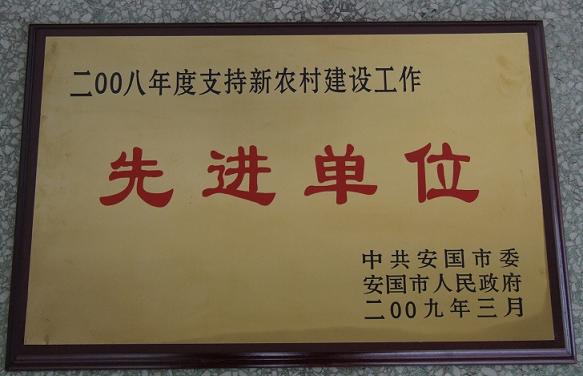 二00八年度支持新农村建设工作
先进单位
中共安国市委
安国市人民政府
二00九年三月